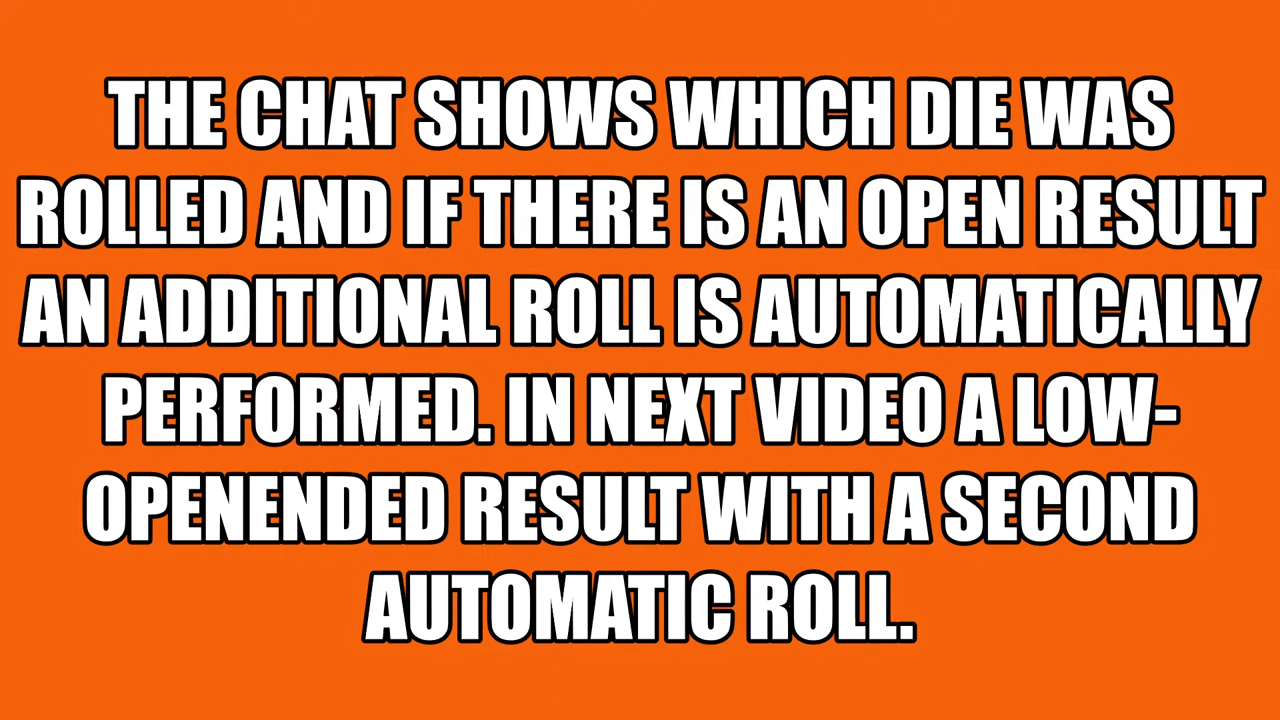 THE CHAT SHOWS WHICH DIE WAS
ROLLED AND IF THERE IS AN OPEN RESULT
AN ADDITIONAL ROLL IS AUTOMATICALLY
PERFORMED. IN NEXT VIDEO A LOW-
OPENENDED RESULT WITH A SECOND
AUTOMATIC ROLL.